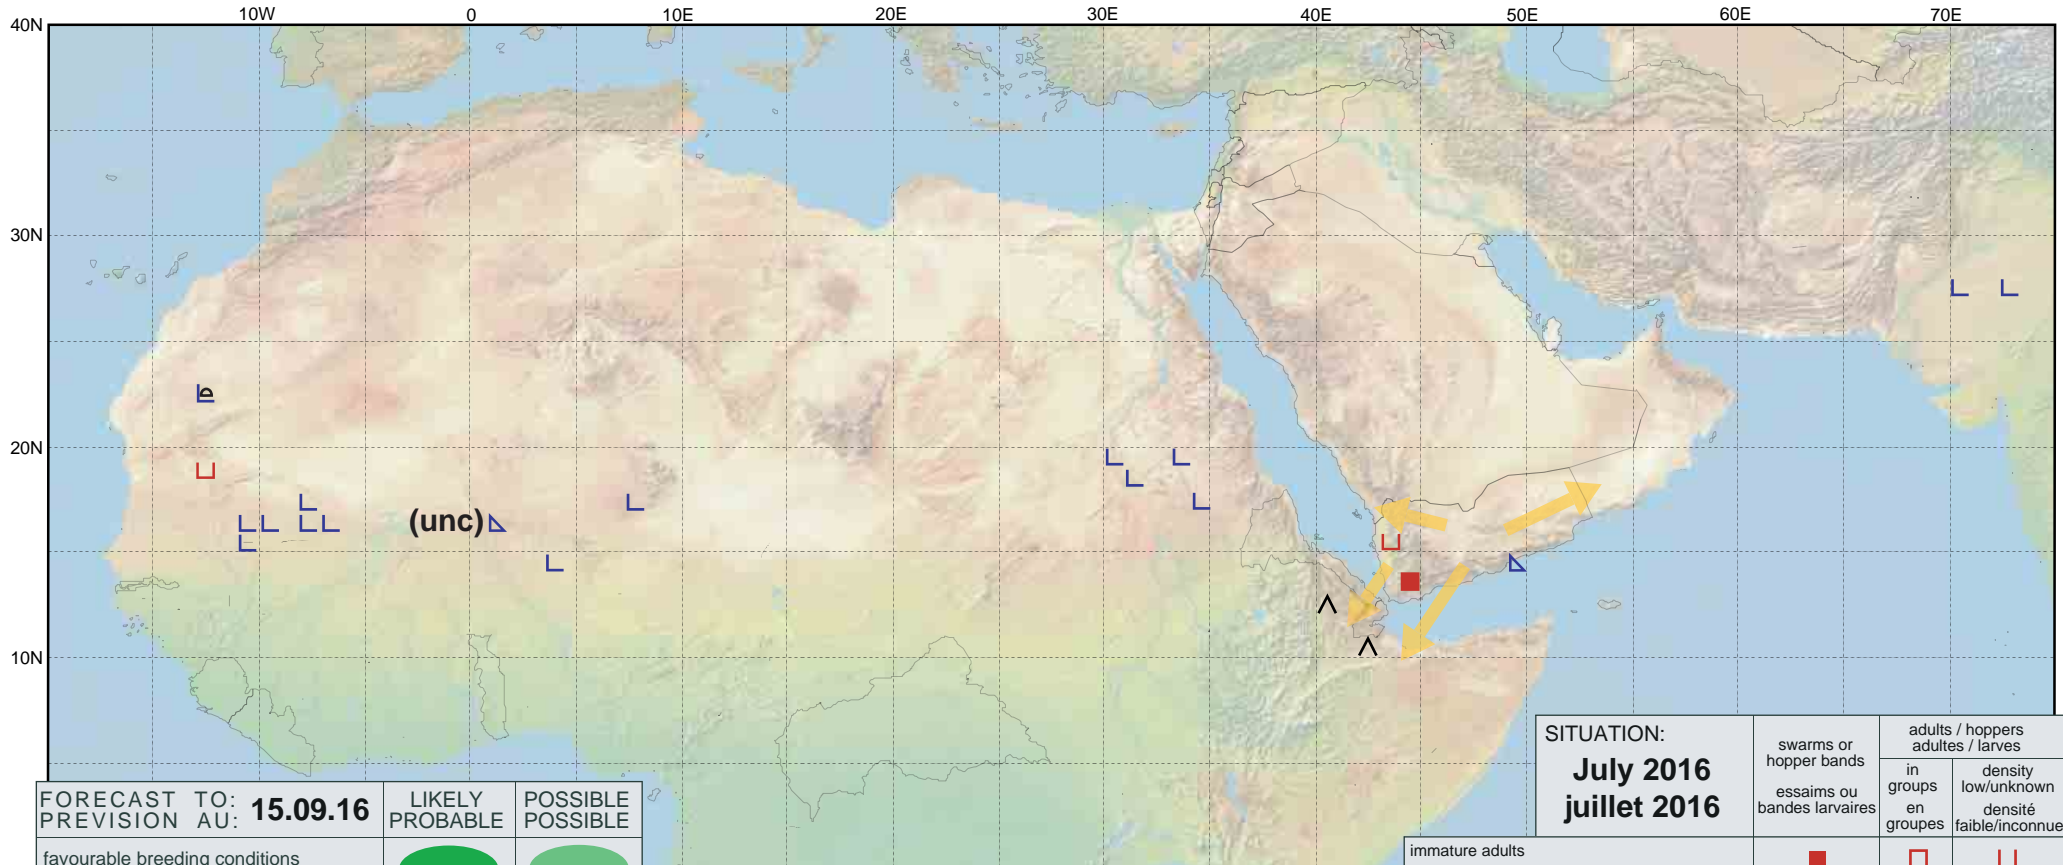 10W 0 10E 20E 30E 40E 50E 60E 70E
40N
30N
20N
(unc)
10N
SITUATION:
July 2016
juillet 2016
swarms or
hopper bands
essaims ou
bandes larvaires
adults / hoppers
adultes / larves
in
groups
en
groupes
density
low/unknown
densité
faible/inconnue
immature adults
FORECAST TO:
PREVISION AU:
15.09.16
LIKELY
PROBABLE
POSSIBLE
POSSIBLE
favourable breeding conditions